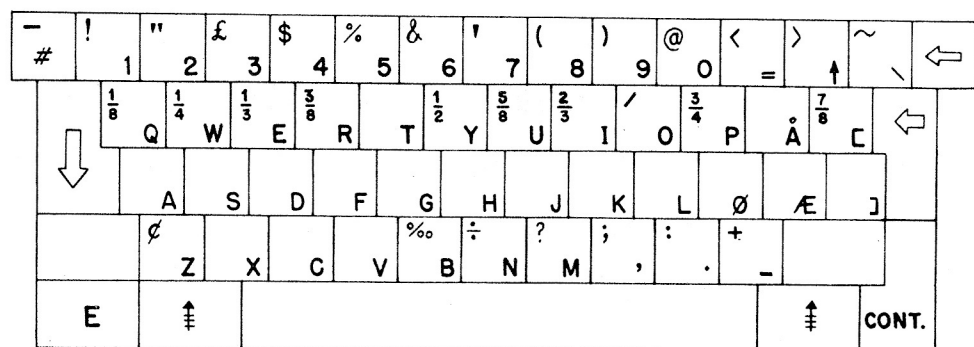 — ! " £ $ % & ' ( ) @ < > ~
# 1 2 3 4 5 6 7 8 9 0 = ↑ \ ⇐
1/8 1/4 1/3 3/8 1/2 5/8 2/3 / 3/4 7/8
Q W E R T Y U I O P Å [ ⇐
A S D F G H J K L Ø Æ ]
¢ ‰ ÷ ? ; : +
Z X C V B N M , . –
E CONT.